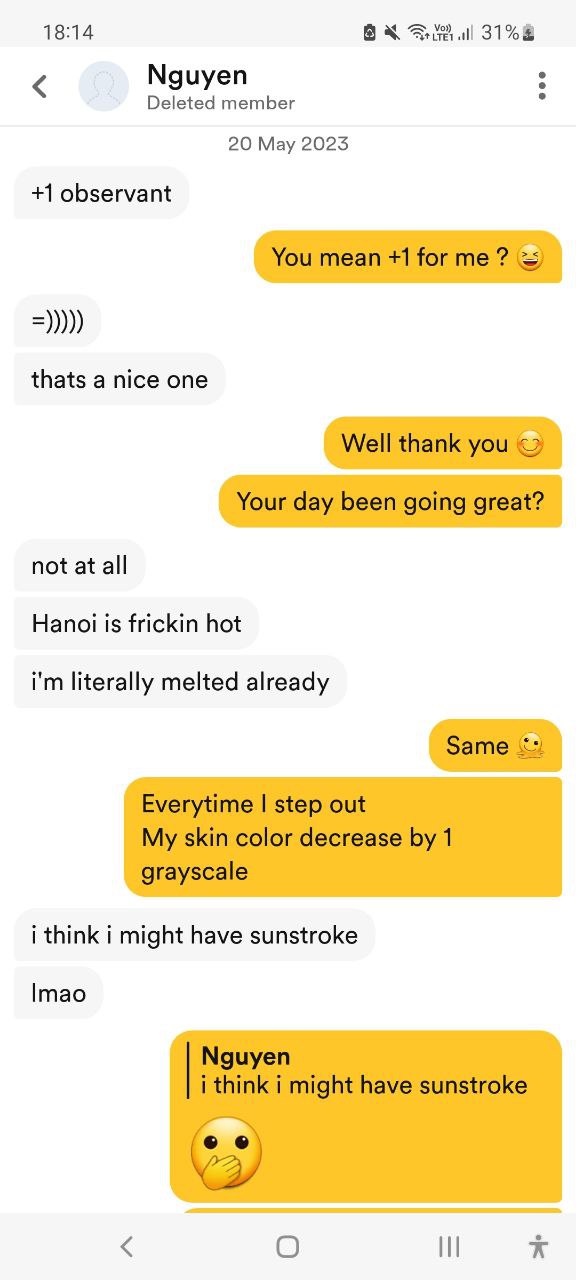 18:14
Vo)) LTE1 31%
Nguyen
Deleted member
20 May 2023
+1 observant
You mean +1 for me ? 😆
=)))))
thats a nice one
Well thank you 😊
Your day been going great?
not at all
Hanoi is frickin hot
i'm literally melted already
Same 🫠
Everytime I step out
My skin color decrease by 1
grayscale
i think i might have sunstroke
lmao
Nguyen
i think i might have sunstroke
🫢